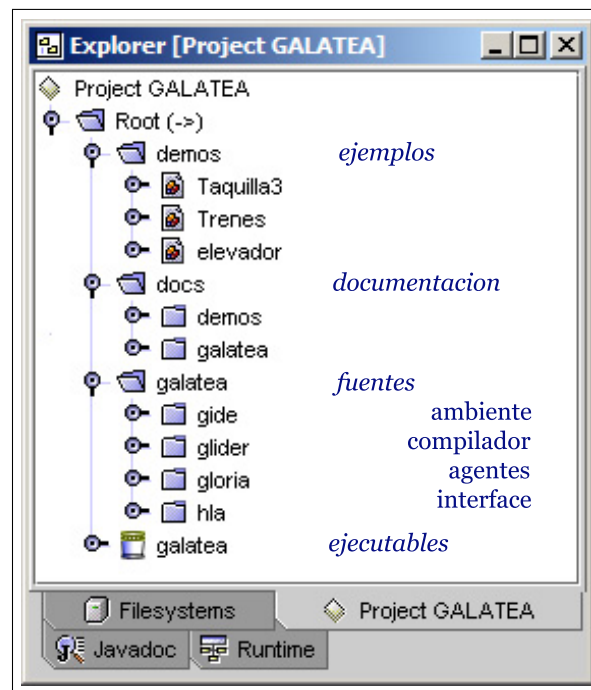 Explorer [Project GALATEA]
Project GALATEA
Root (->)
demos ejemplos
Taquilla3
Trenes
elevador
docs documentacion
demos
galatea
galatea fuentes
gide ambiente
glider compilador
gloria agentes
hla interface
galatea ejecutables
Filesystems Project GALATEA
Javadoc Runtime